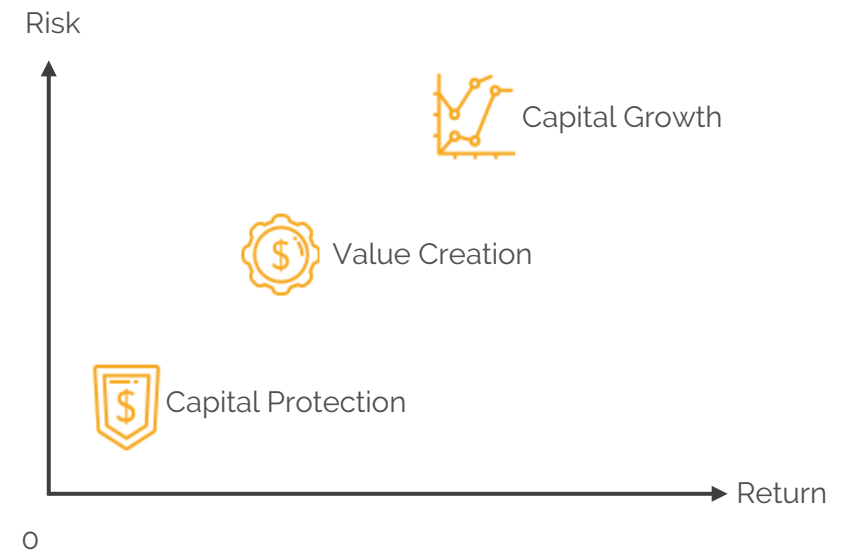 Risk
Capital Growth
$ Value Creation
$ Capital Protection
Return
0